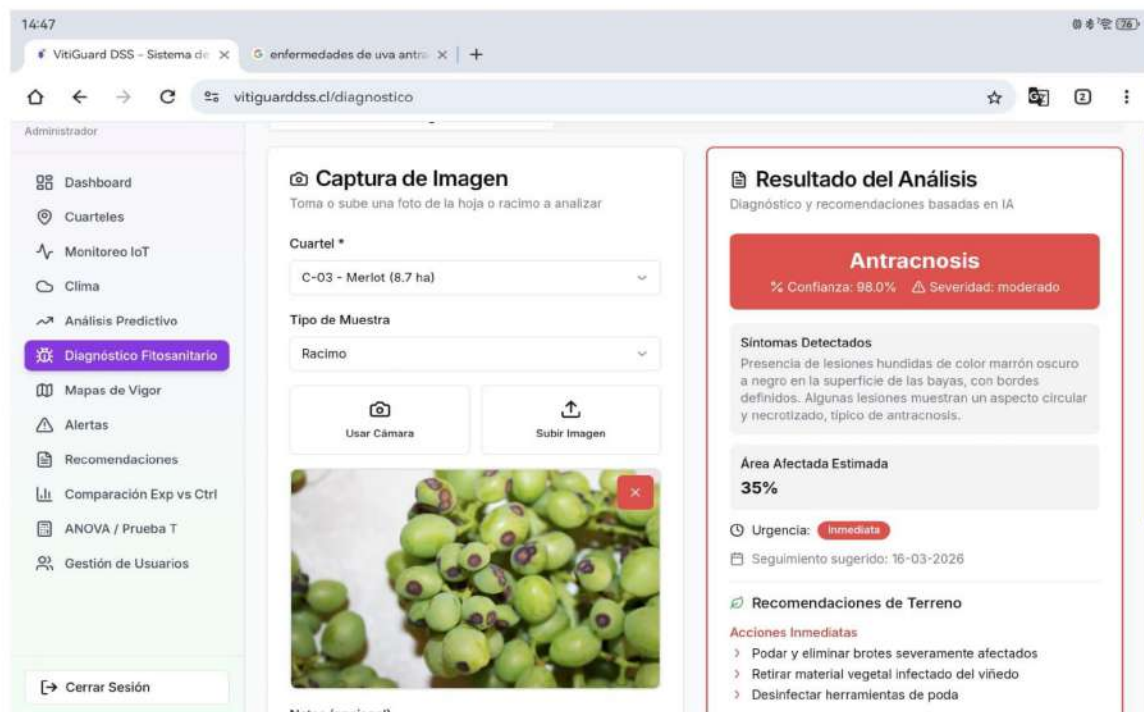 14:47
76
VitiGuard DSS - Sistema de
enfermedades de uva antra
vitiguarddss.cl/diagnostico
2
Administrador
Dashboard
Cuarteles
Monitoreo IoT
Clima
Análisis Predictivo
Diagnóstico Fitosanitario
Mapas de Vigor
Alertas
Recomendaciones
Comparación Exp vs Ctrl
ANOVA / Prueba T
Gestión de Usuarios
Cerrar Sesión
Captura de Imagen
Toma o sube una foto de la hoja o racimo a analizar
Cuartel *
C-03 - Merlot (8.7 ha)
Tipo de Muestra
Racimo
Usar Cámara
Subir Imagen
Resultado del Análisis
Diagnóstico y recomendaciones basadas en IA
Antracnosis
% Confianza: 98.0% Severidad: moderado
Síntomas Detectados
Presencia de lesiones hundidas de color marrón oscuro
a negro en la superficie de las bayas, con bordes
definidos. Algunas lesiones muestran un aspecto circular
y necrotizado, típico de antracnosis.
Área Afectada Estimada
35%
Urgencia: Inmediata
Seguimiento sugerido: 16-03-2026
Recomendaciones de Terreno
Acciones Inmediatas
> Podar y eliminar brotes severamente afectados
> Retirar material vegetal infectado del viñedo
> Desinfectar herramientas de poda